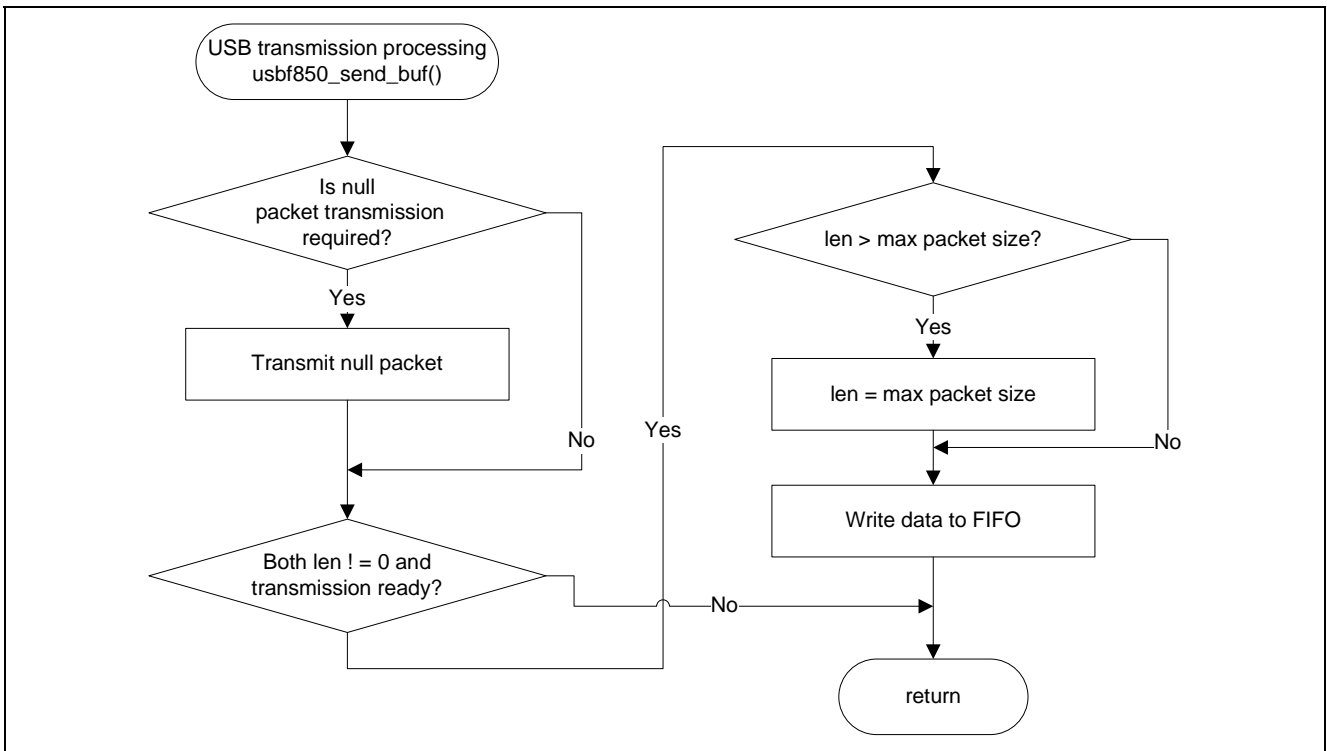 USB transmission processing
usbf850_send_buf()
Is null
packet transmission
required?
Yes
Transmit null packet
No
Both len ! = 0 and
transmission ready?
No
Yes
len > max packet size?
Yes
len = max packet size
No
Write data to FIFO
return